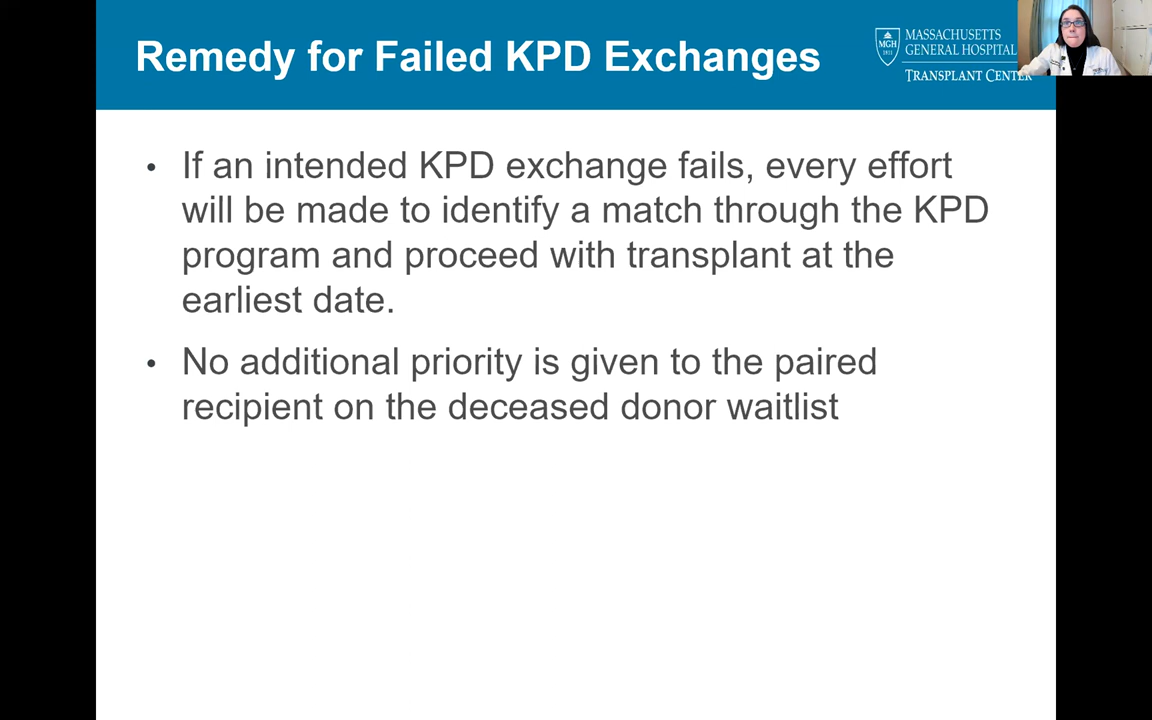 Remedy for Failed KPD Exchanges
MGH
1811
MASSACHUSETTS
GENERAL HOSPITAL
TRANSPLANT CENTER
• If an intended KPD exchange fails, every effort
will be made to identify a match through the KPD
program and proceed with transplant at the
earliest date.
• No additional priority is given to the paired
recipient on the deceased donor waitlist